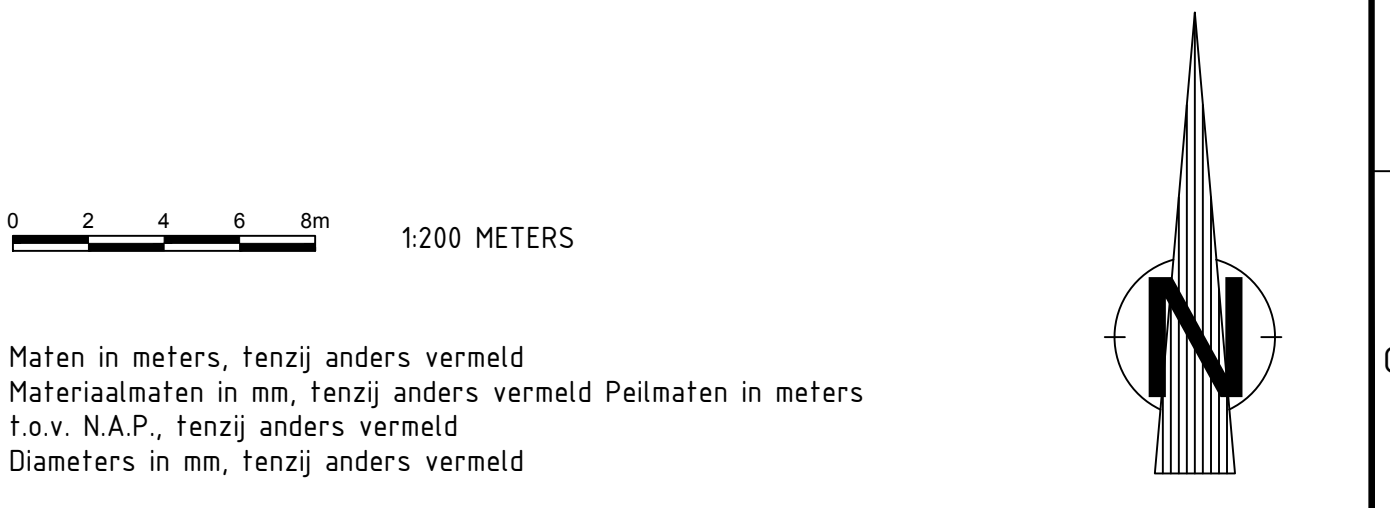 0 2 4 6 8m
1:200 METERS
N
Maten in meters, tenzij anders vermeld
Materiaalmaten in mm, tenzij anders vermeld Peilmaten in meters
t.o.v. N.A.P., tenzij anders vermeld
Diameters in mm, tenzij anders vermeld